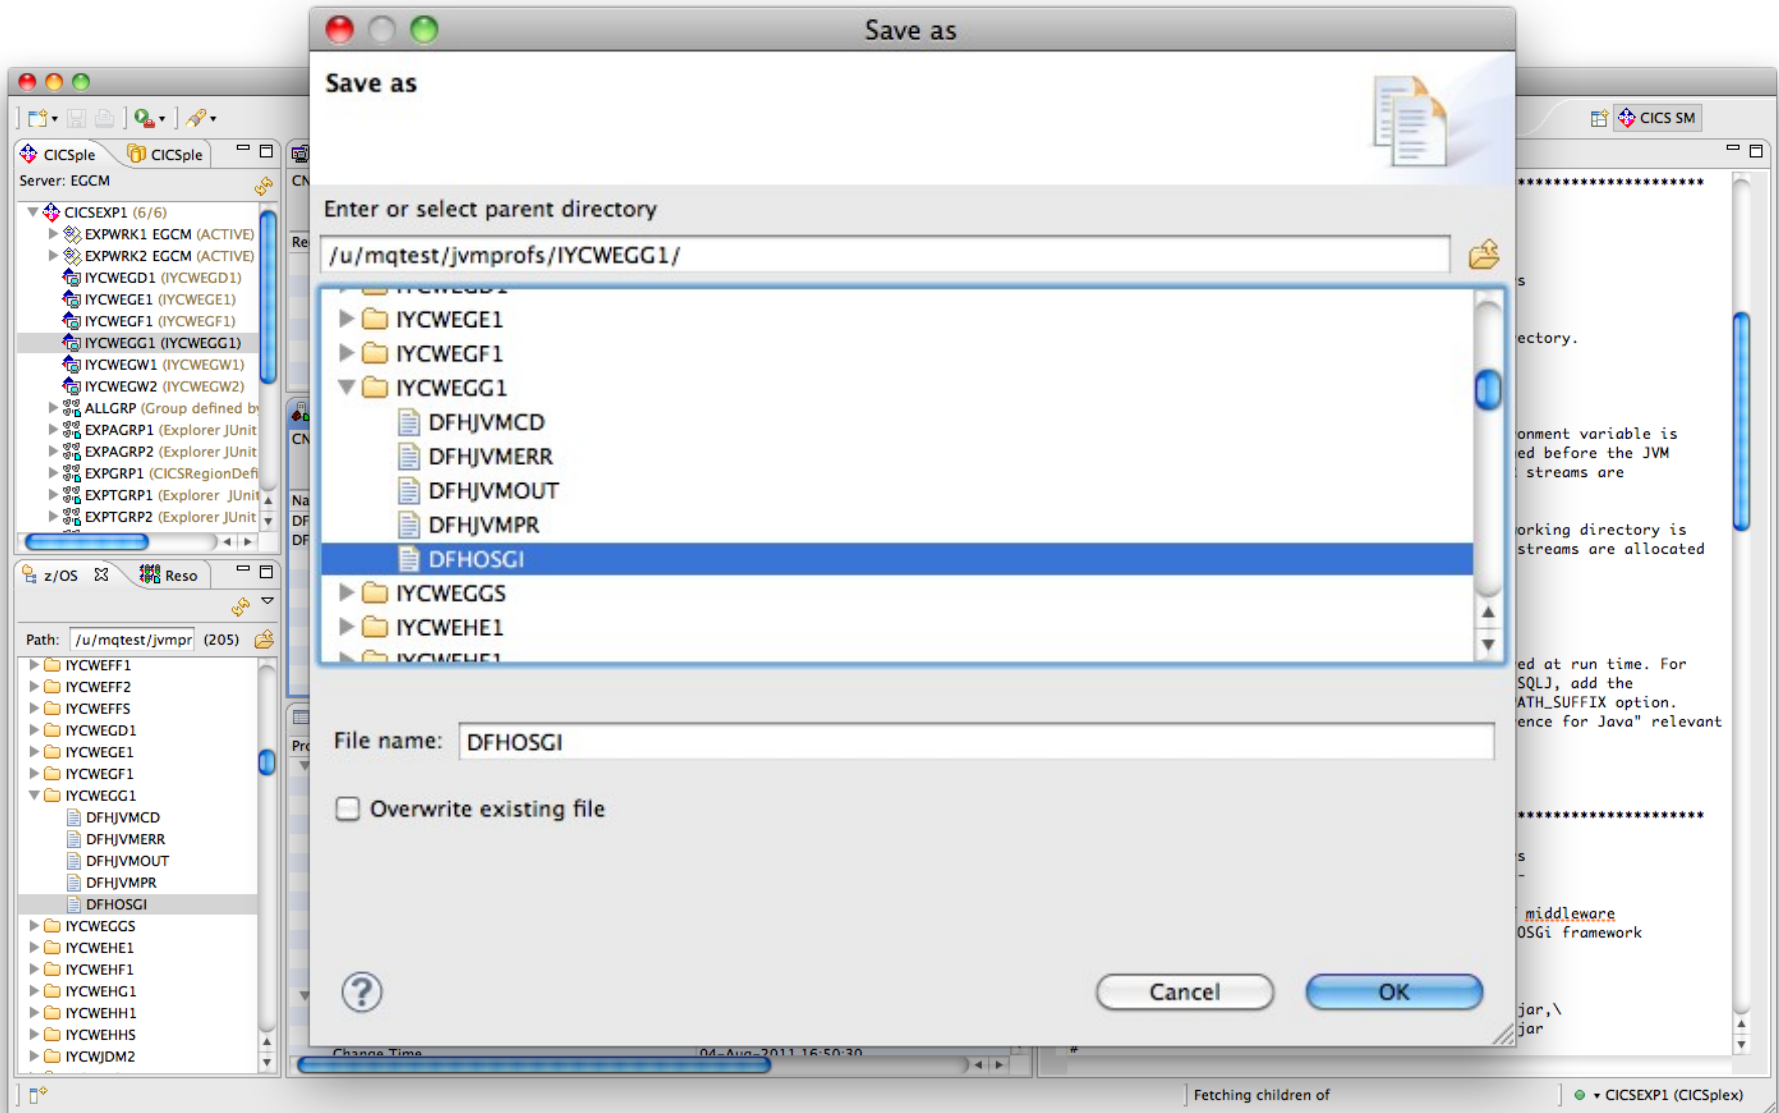 Save as
Save as
Enter or select parent directory
/u/mqtest/jvmprofs/IYCWEGG1/
IYCWEGE1
IYCWEGF1
IYCWEGG1
DFHJVMCD
DFHJVMERR
DFHJVMOUT
DFHJVMPR
DFHOSGI
IYCWEGGS
IYCWEHE1
File name: DFHOSGI
Overwrite existing file
Cancel OK
CICSple CICSple
Server: EGCM
CICSEXP1 (6/6)
EXPWRK1 EGCM (ACTIVE)
EXPWRK2 EGCM (ACTIVE)
IYCWEGD1 (IYCWEGD1)
IYCWEGE1 (IYCWEGE1)
IYCWEGF1 (IYCWEGF1)
IYCWEGG1 (IYCWEGG1)
IYCWEGW1 (IYCWEGW1)
IYCWEGW2 (IYCWEGW2)
ALLGRP (Group defined by
EXPAGRP1 (Explorer JUnit
EXPAGRP2 (Explorer JUnit
EXPGRP1 (CICSRegionDefi
EXPTGRP1 (Explorer JUnit
EXPTGRP2 (Explorer JUnit
z/OS Reso
Path: /u/mqtest/jvmpr (205)
IYCWEFF1
IYCWEFF2
IYCWEFFS
IYCWEGD1
IYCWEGE1
IYCWEGF1
IYCWEGG1
DFHJVMCD
DFHJVMERR
DFHJVMOUT
DFHJVMPR
DFHOSGI
IYCWEGGS
IYCWEHE1
IYCWEHF1
IYCWEHG1
IYCWEHH1
IYCWEHHS
IYCWJDM2
CN
Re
CN
Na
DF
DF
Pro
Change Time 04-Aug-2011 16:50:30
CICS SM
*********************
s
ectory.
onment variable is
ed before the JVM
streams are
orking directory is
streams are allocated
ed at run time. For
SQLJ, add the
ATH_SUFFIX option.
ence for Java" relevant
*********************
s
-
middleware
OSGi framework
jar,\
jar
#
Fetching children of
CICSEXP1 (CICSplex)